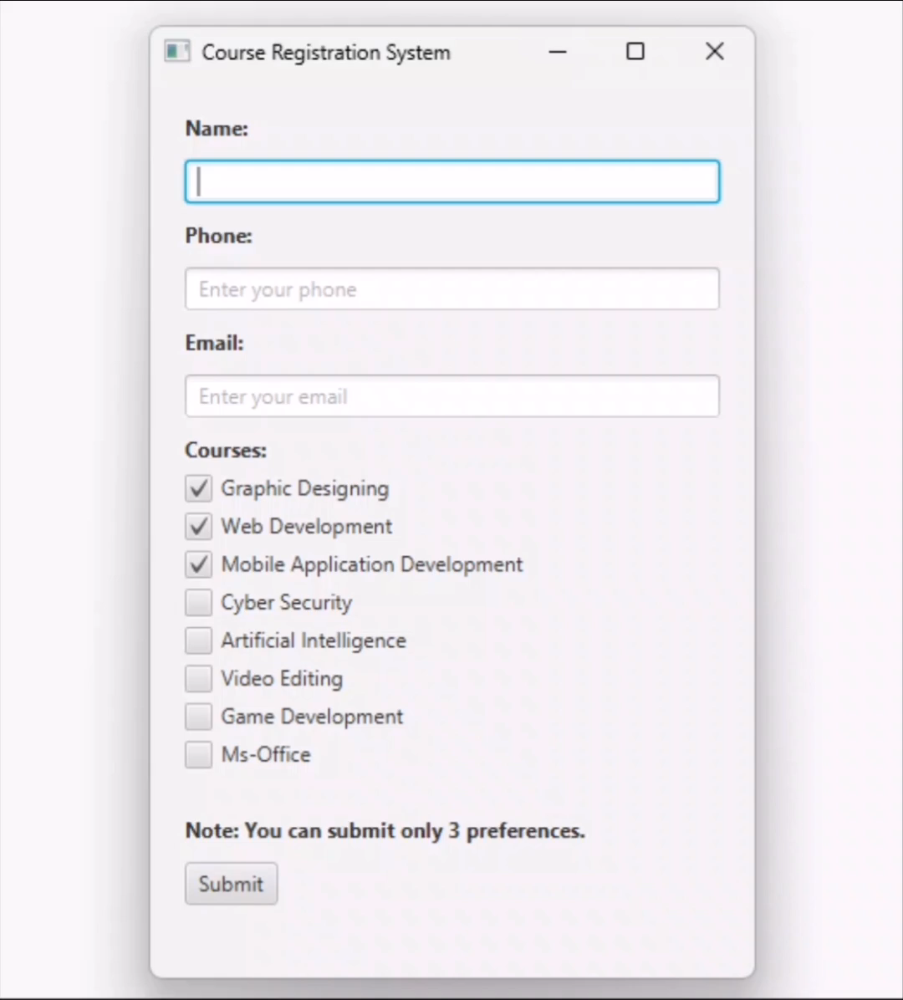 Course Registration System
Name:
Phone:
Enter your phone
Email:
Enter your email
Courses:
Graphic Designing
Web Development
Mobile Application Development
Cyber Security
Artificial Intelligence
Video Editing
Game Development
Ms-Office
Note: You can submit only 3 preferences.
Submit